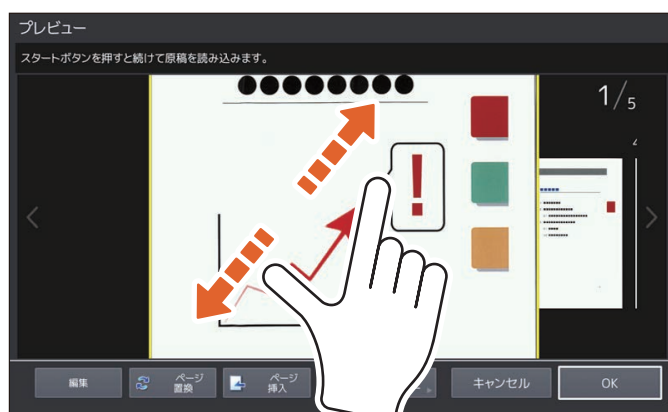 プレビュー
スタートボタンを押すと続けて原稿を読み込みます。
!
1/5
編集
ページ
置換
ページ
挿入
キャンセル
OK